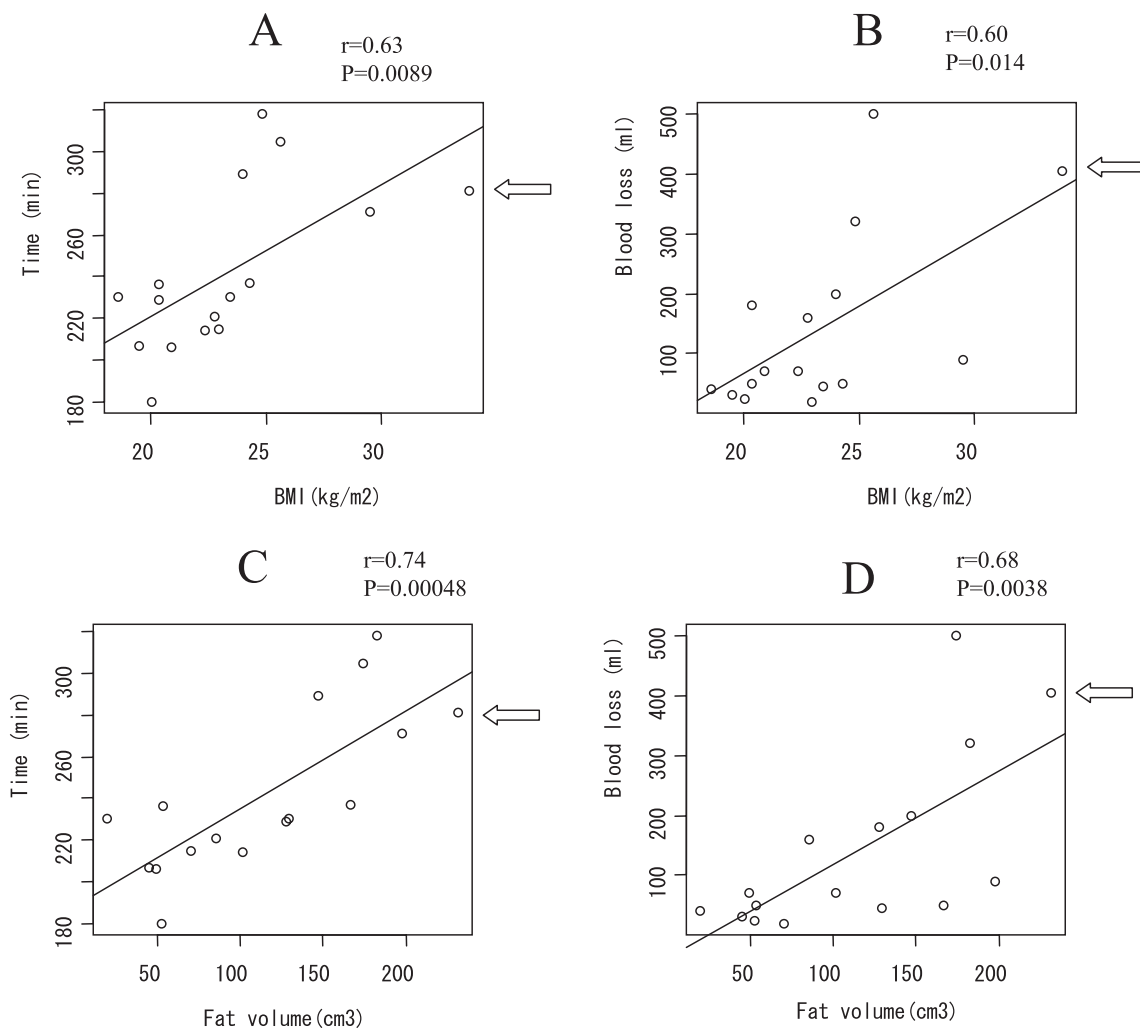 A
r=0.63
P=0.0089
Time (min)
300
260
220
180
20 25 30
BMI (kg/m2)
B
r=0.60
P=0.014
Blood loss (ml)
500
400
300
200
100
20 25 30
BMI (kg/m2)
C
r=0.74
P=0.00048
Time (min)
300
260
220
180
50 100 150 200
Fat volume(cm3)
D
r=0.68
P=0.0038
Blood loss (ml)
500
400
300
200
100
50 100 150 200
Fat volume(cm3)